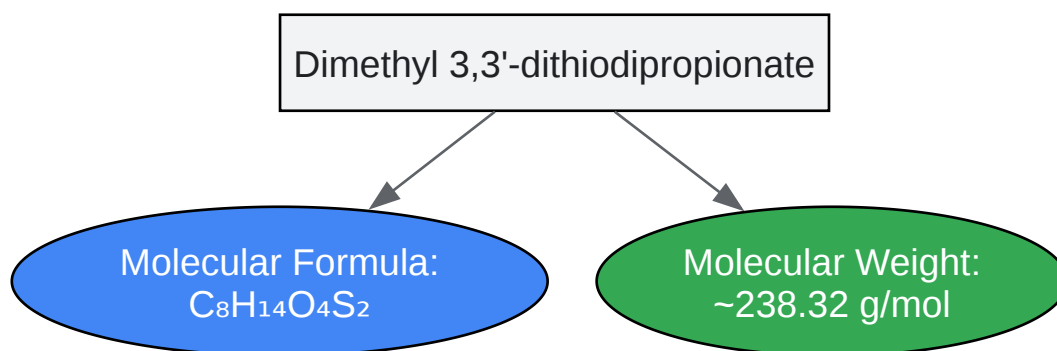 Dimethyl 3,3'-dithiodipropionate
Molecular Formula:
C₈H₁₄O₄S₂
Molecular Weight:
~238.32 g/mol